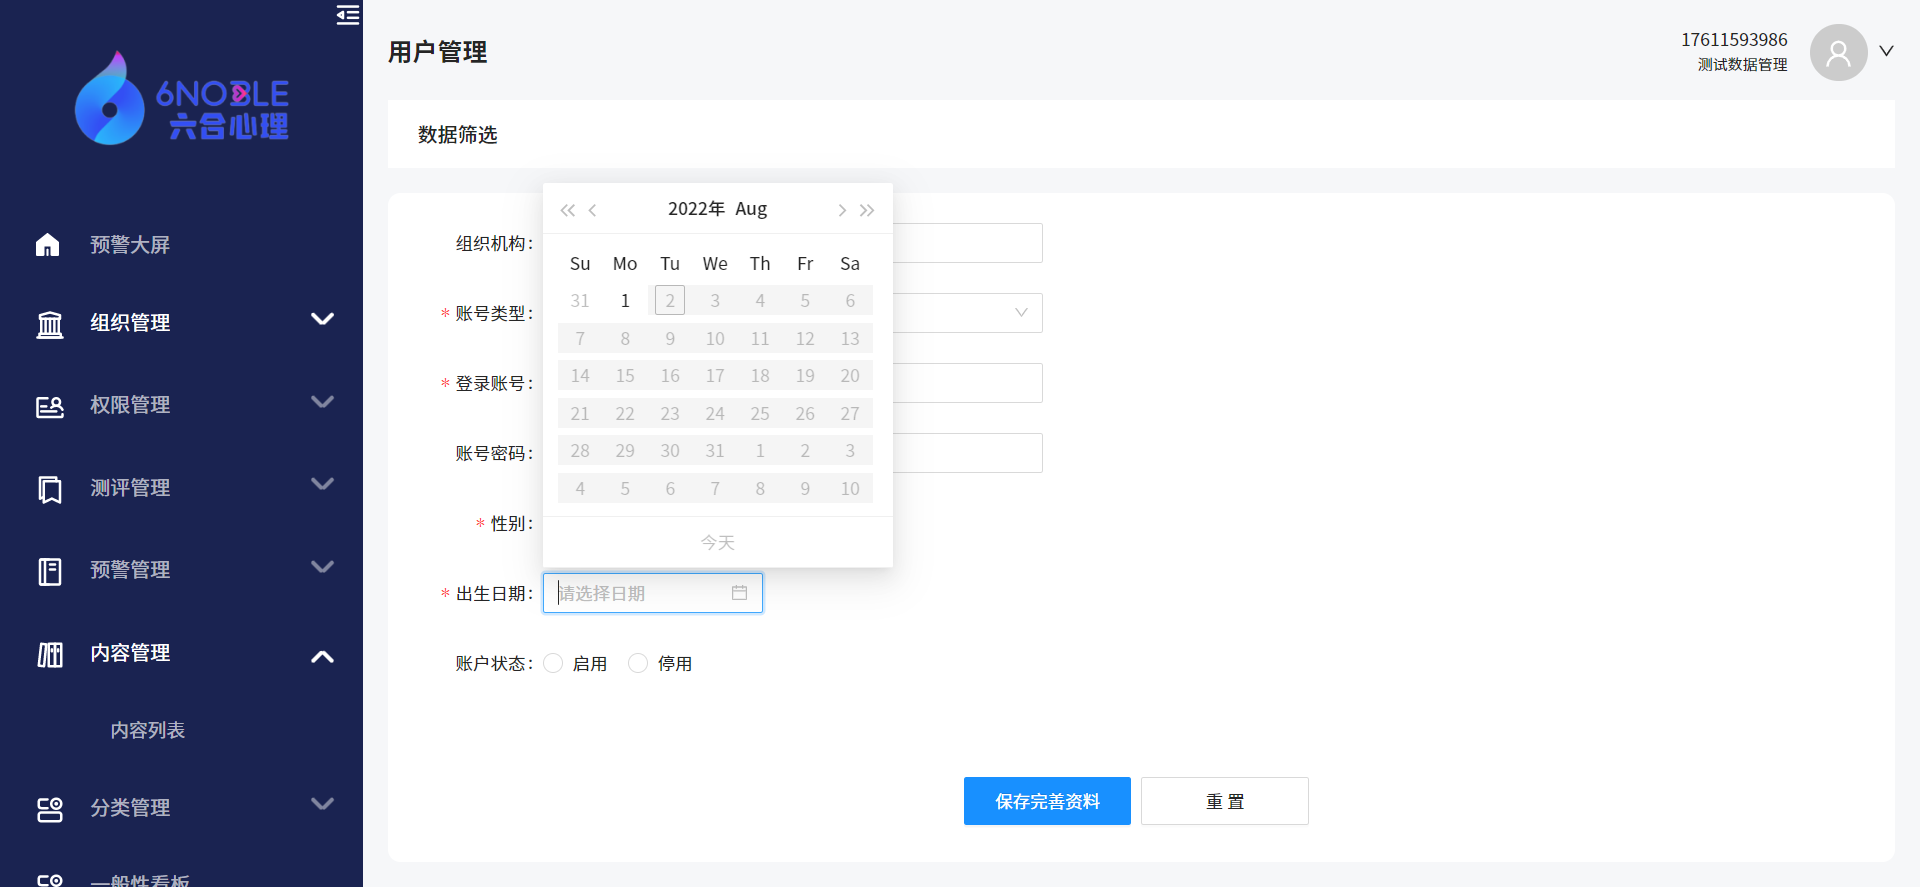 6NOBLE
六合心理
预警大屏
组织管理
权限管理
测评管理
预警管理
内容管理
内容列表
分类管理
一般性看板
用户管理
17611593986
测试数据管理
数据筛选
2022年 Aug
Su Mo Tu We Th Fr Sa
31 1 2 3 4 5 6
7 8 9 10 11 12 13
14 15 16 17 18 19 20
21 22 23 24 25 26 27
28 29 30 31 1 2 3
4 5 6 7 8 9 10
今天
组织机构:
* 账号类型:
* 登录账号:
账号密码:
* 性别:
* 出生日期: 请选择日期
账户状态: 启用 停用
保存完善资料 重 置